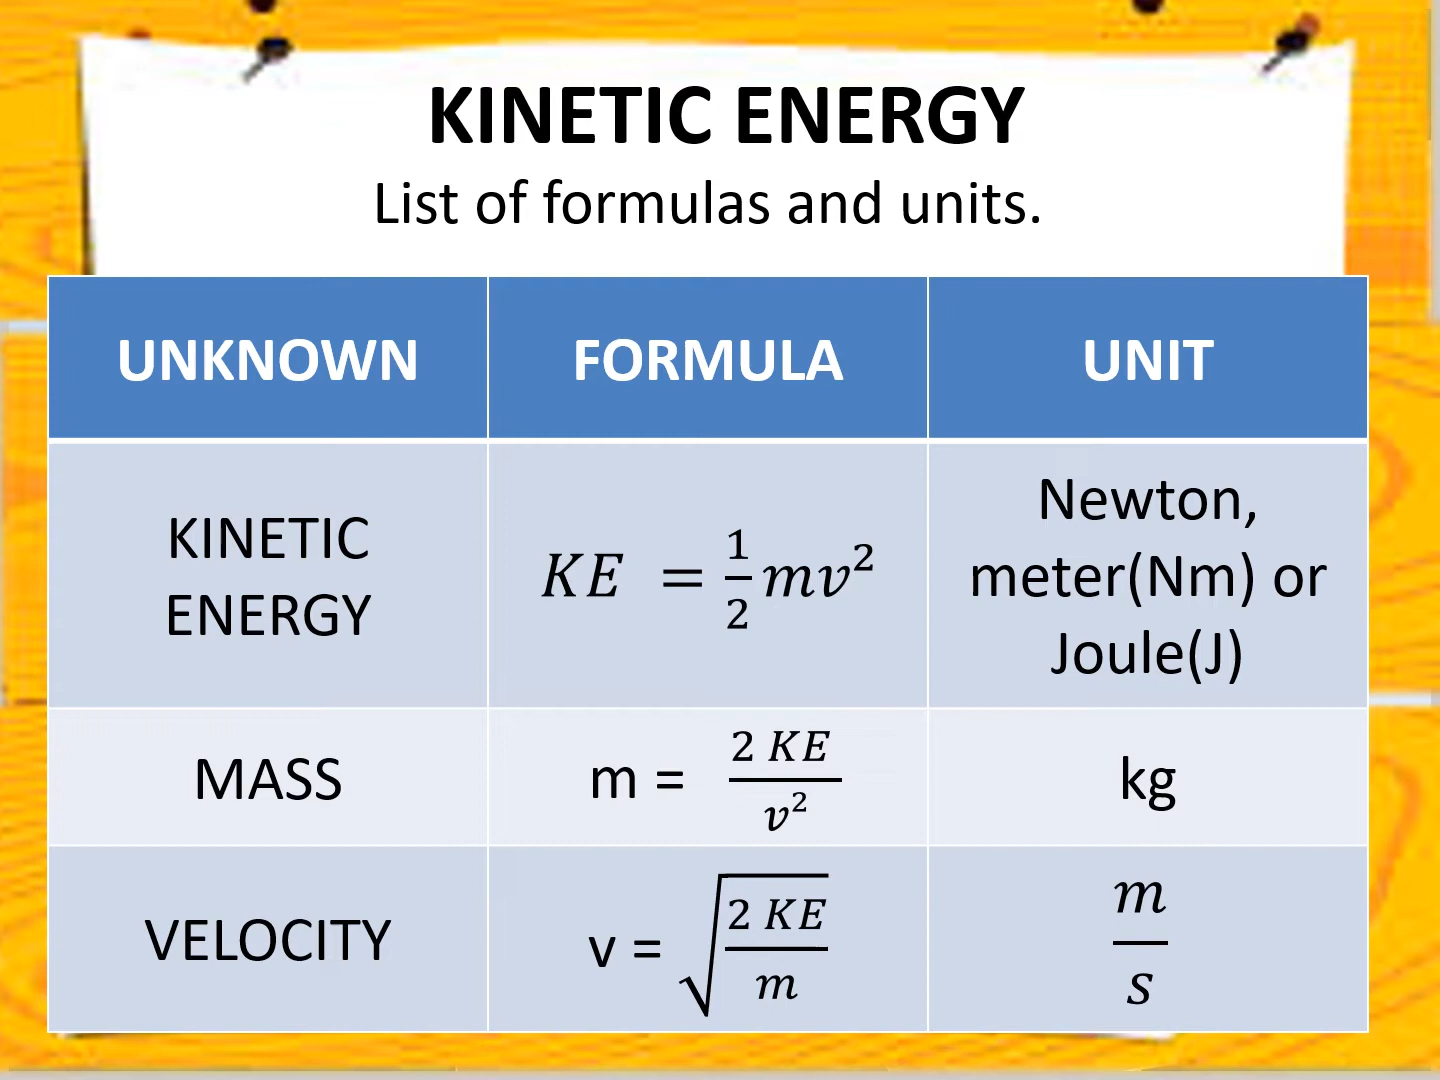 KINETIC ENERGY
List of formulas and units.
UNKNOWN
FORMULA
UNIT
KINETIC
ENERGY
KE = 1/2 mv²
Newton,
meter(Nm) or
Joule(J)
MASS
m = 2 KE/v²
kg
VELOCITY
v = √(2 KE/m)
m/s